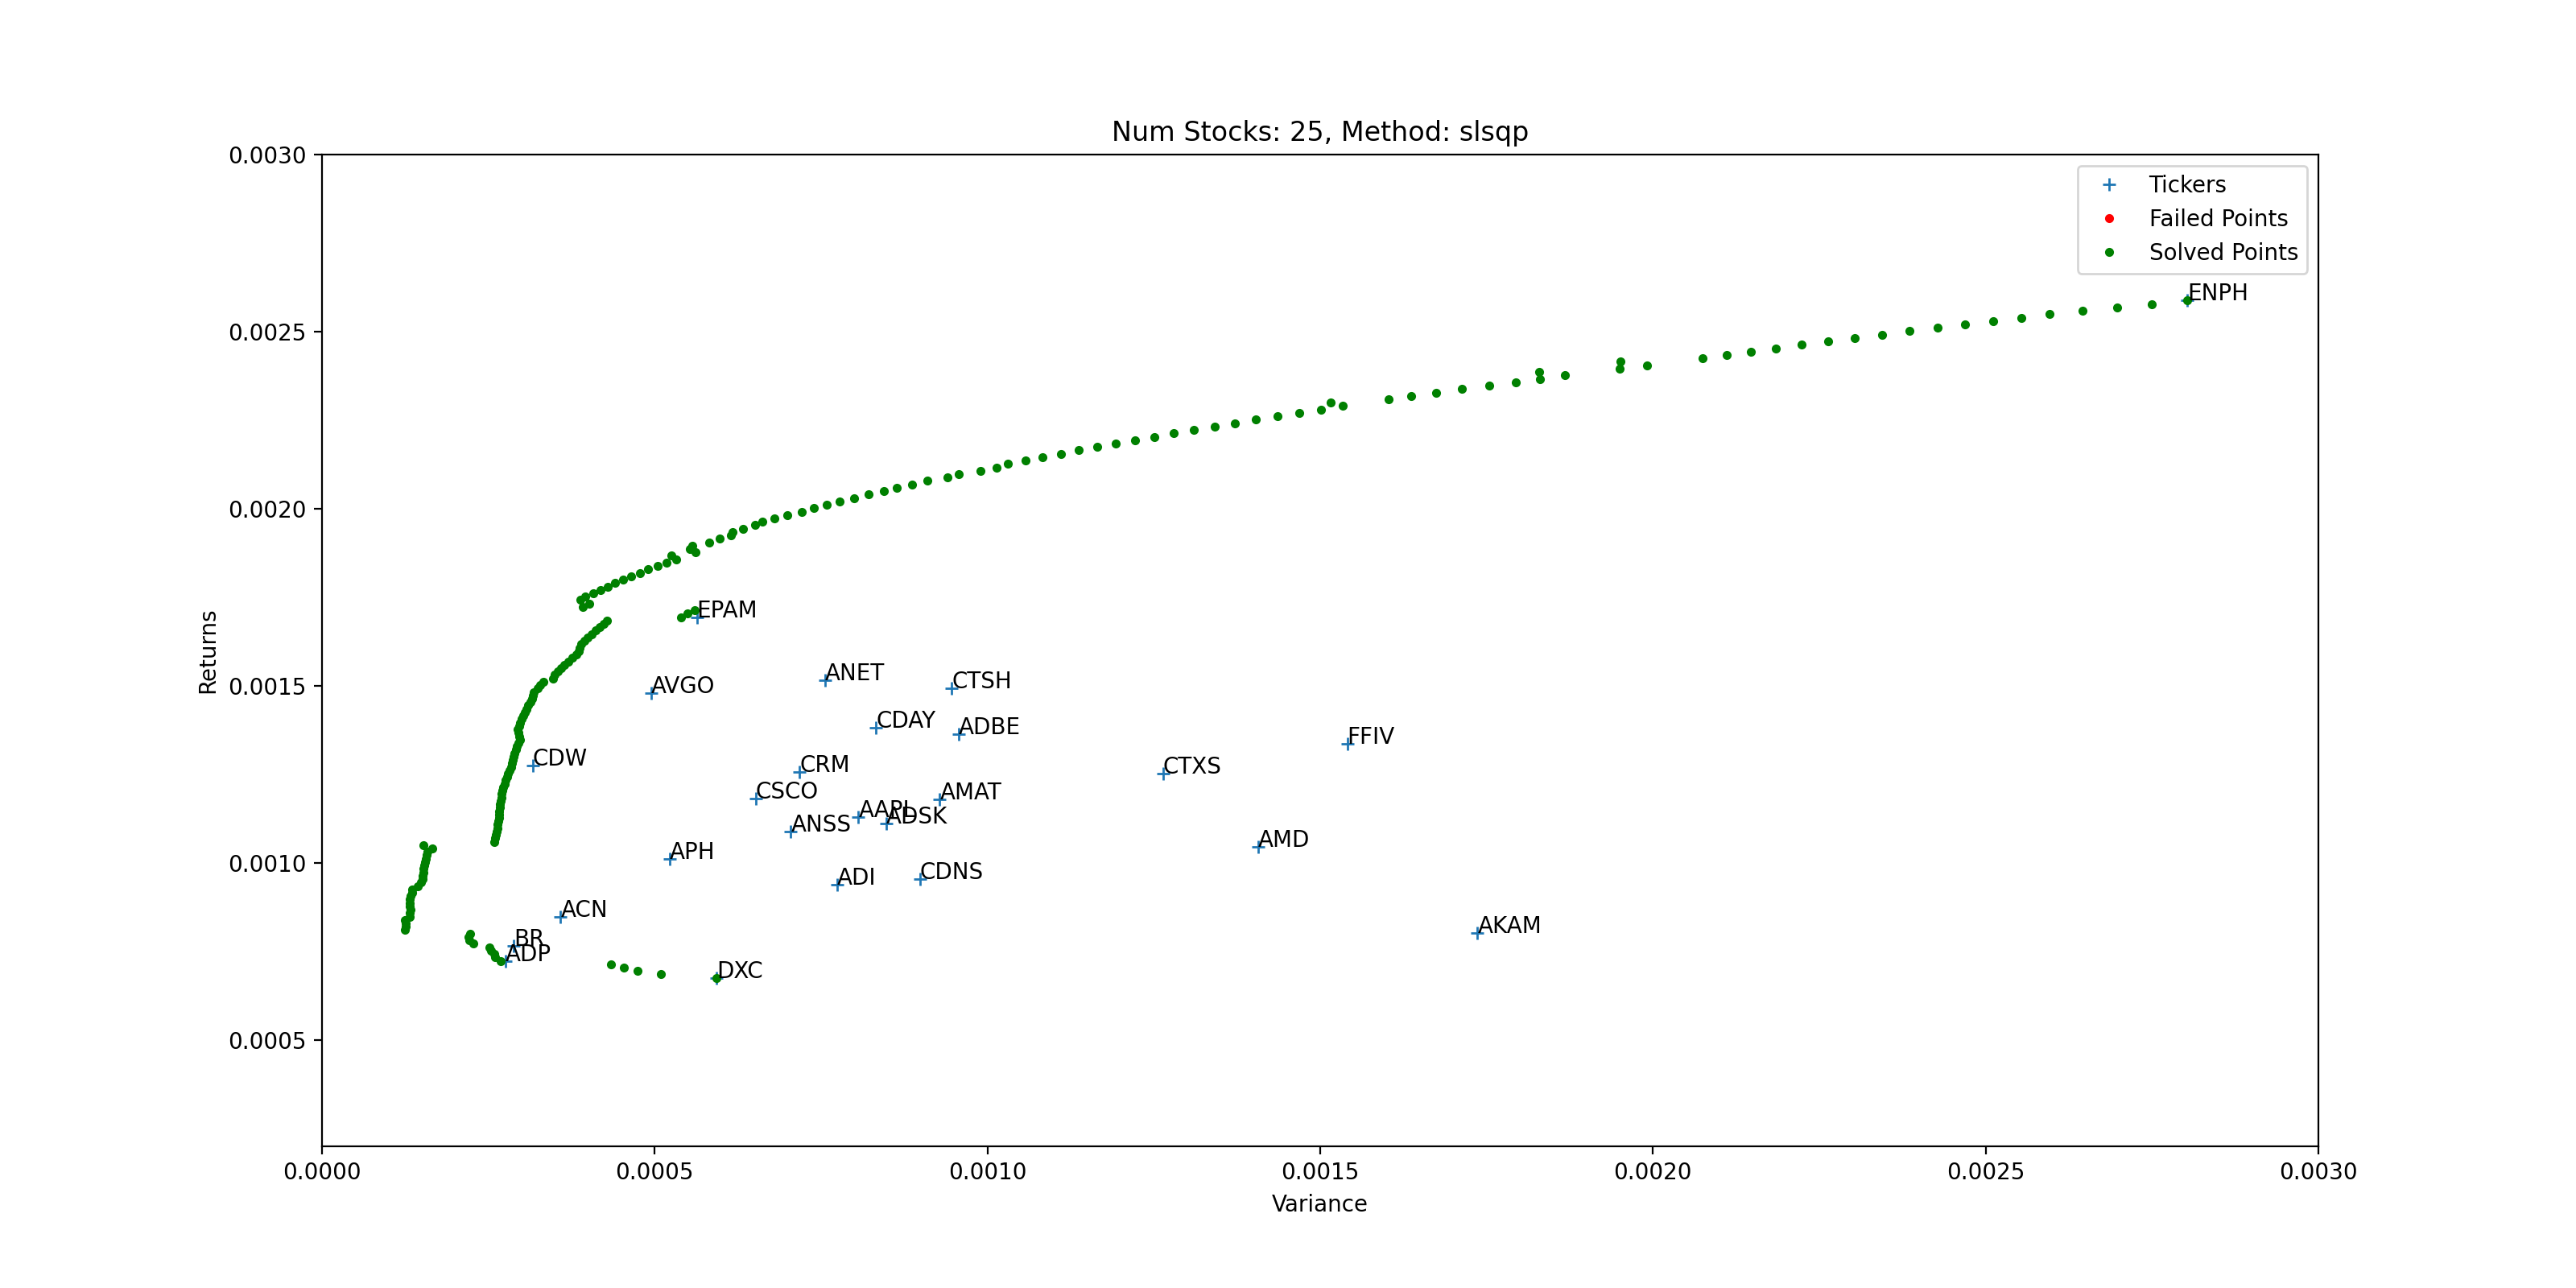 Num Stocks: 25, Method: slsqp
0.0030
0.0025
0.0020
0.0015
0.0010
0.0005
Returns
Tickers
Failed Points
Solved Points
ENPH
EPAM
ANET
CTSH
AVGO
CDAY
ADBE
FFIV
CDW
CRM
CTXS
CSCO
AMAT
AAPL
ADSK
ANSS
APH
AMD
ADI
CDNS
ACN
BR
AKAM
ADP
DXC
0.0000
0.0005
0.0010
0.0015
0.0020
0.0025
0.0030
Variance